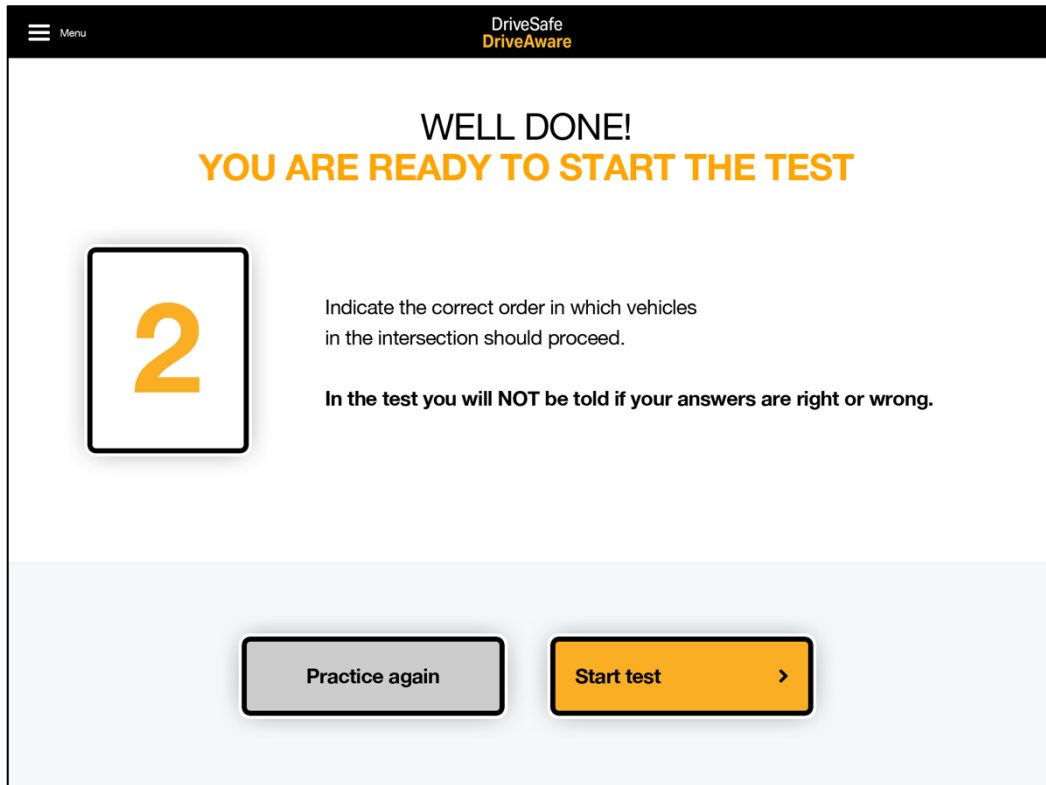 Menu
DriveSafe
DriveAware
WELL DONE!
YOU ARE READY TO START THE TEST
2
Indicate the correct order in which vehicles
in the intersection should proceed.
In the test you will NOT be told if your answers are right or wrong.
Practice again
Start test